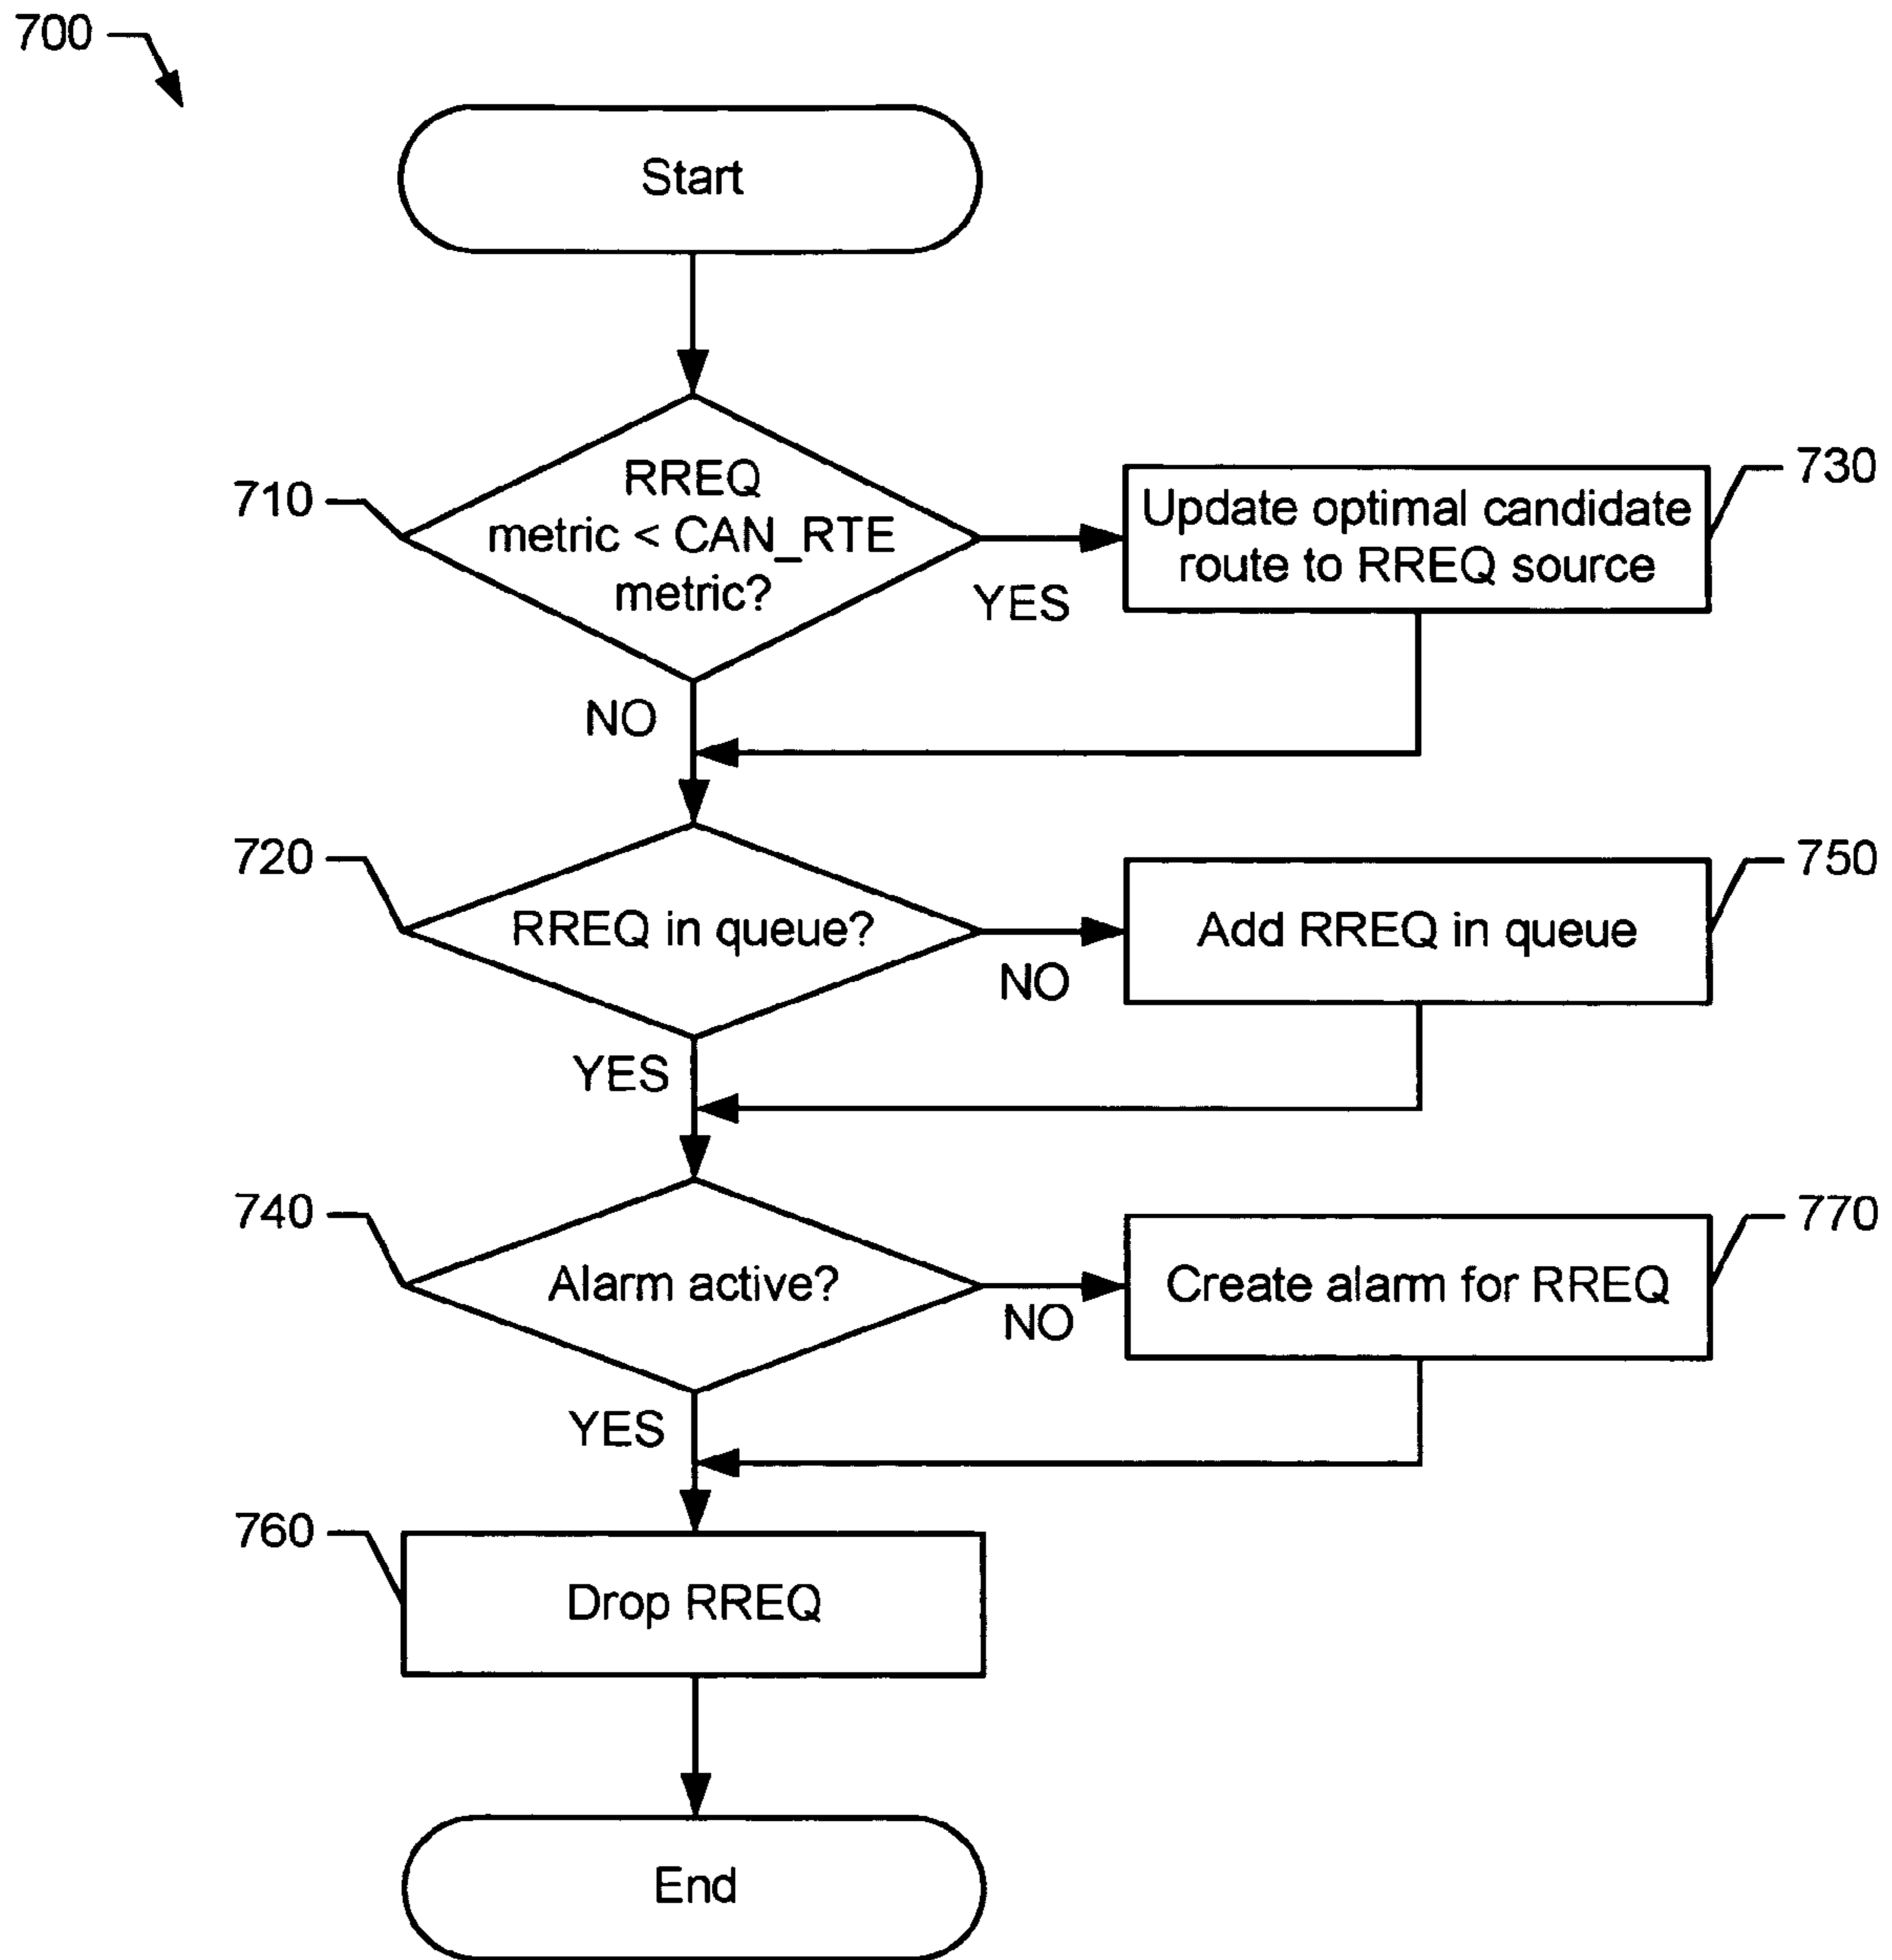 700
Start
710
RREQ
metric < CAN_RTE
metric?
YES
730
Update optimal candidate
route to RREQ source
NO
720
RREQ in queue?
NO
750
Add RREQ in queue
YES
740
Alarm active?
NO
770
Create alarm for RREQ
YES
760
Drop RREQ
End